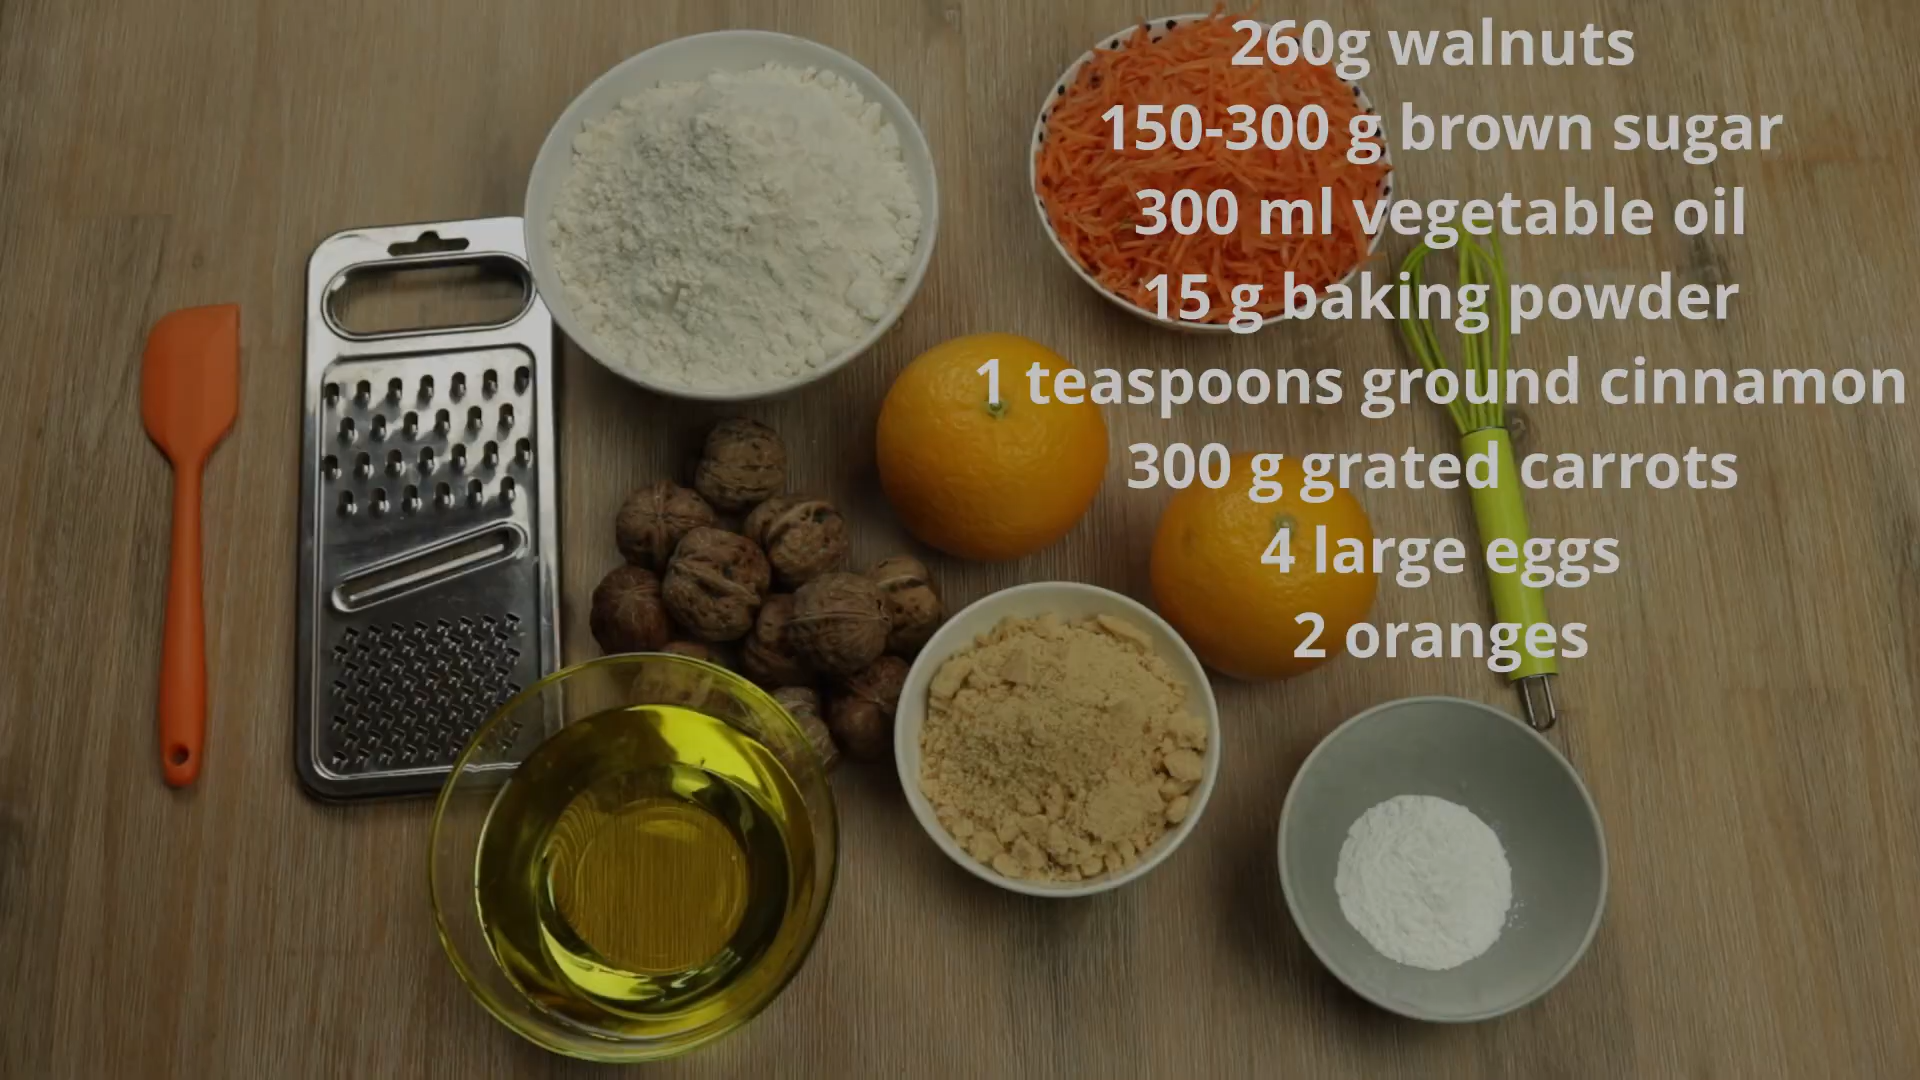 260g walnuts
150-300 g brown sugar
300 ml vegetable oil
15 g baking powder
1 teaspoons ground cinnamon
300 g grated carrots
4 large eggs
2 oranges